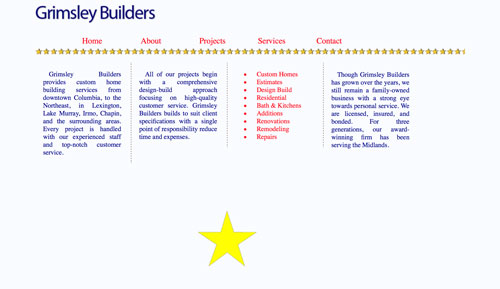 Grimsley Builders
Home About Projects Services Contact
Grimsley Builders
provides custom home
building services from
downtown Columbia, to the
Northeast, in Lexington,
Lake Murray, Irmo, Chapin,
and the surrounding areas.
Every project is handled
with our experienced staff
and top-notch customer
service.
All of our projects begin
with a comprehensive
design-build approach
focusing on high-quality
customer service. Grimsley
Builders builds to suit client
specifications with a single
point of responsibility reduce
time and expenses.
Custom Homes
Estimates
Design Build
Residential
Bath & Kitchens
Additions
Renovations
Remodeling
Repairs
Though Grimsley Builders
has grown over the years, we
still remain a family-owned
business with a strong eye
towards personal service. We
are licensed, insured, and
bonded. For three
generations, our award-
winning firm has been
serving the Midlands.